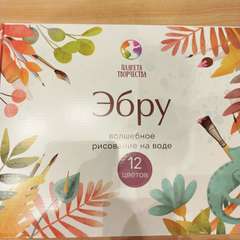 ПЛАНЕТА
ТВОРЧЕСТВА
Эбру
волшебное
рисование на воде
12
цветов